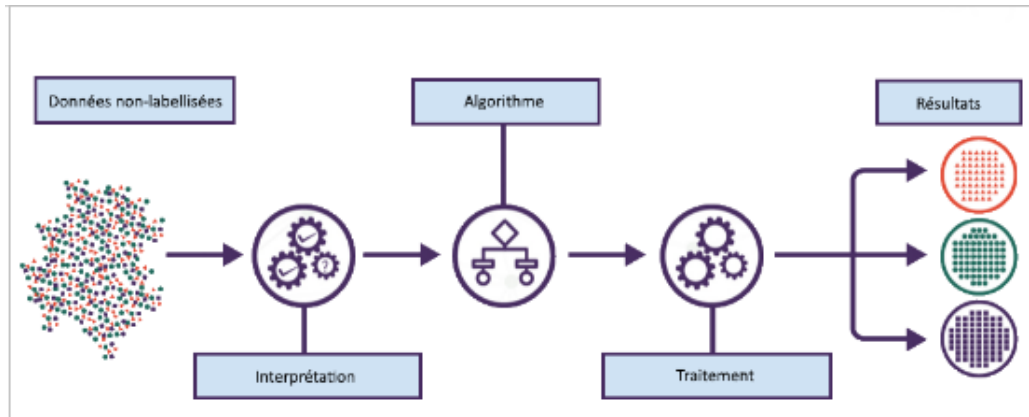 Données non-labellisées
Algorithme
Résultats
Interprétation
Traitement